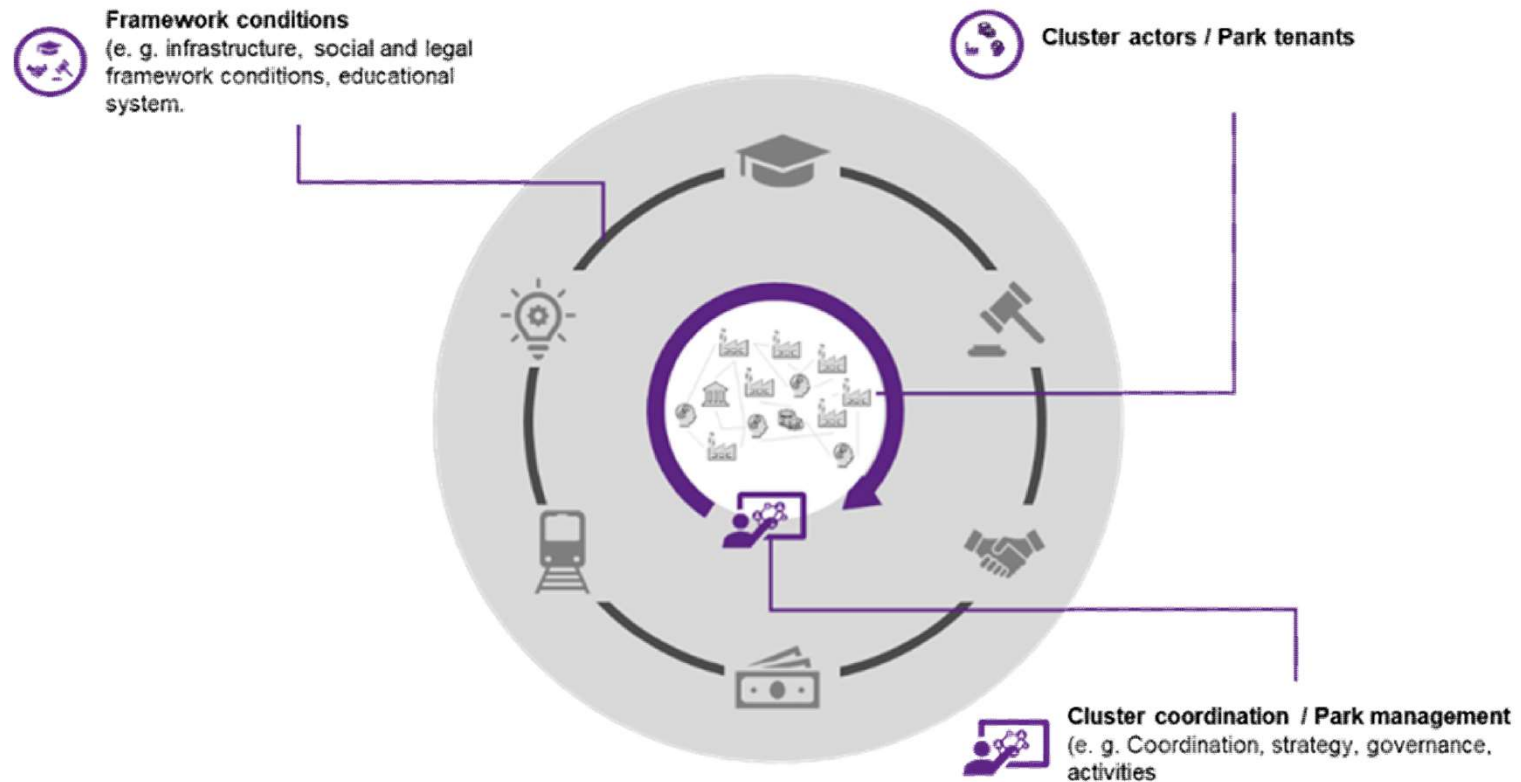 Framework conditions
(e. g. infrastructure, social and legal
framework conditions, educational
system.
Cluster actors / Park tenants
Cluster coordination / Park management
(e. g. Coordination, strategy, governance,
activities